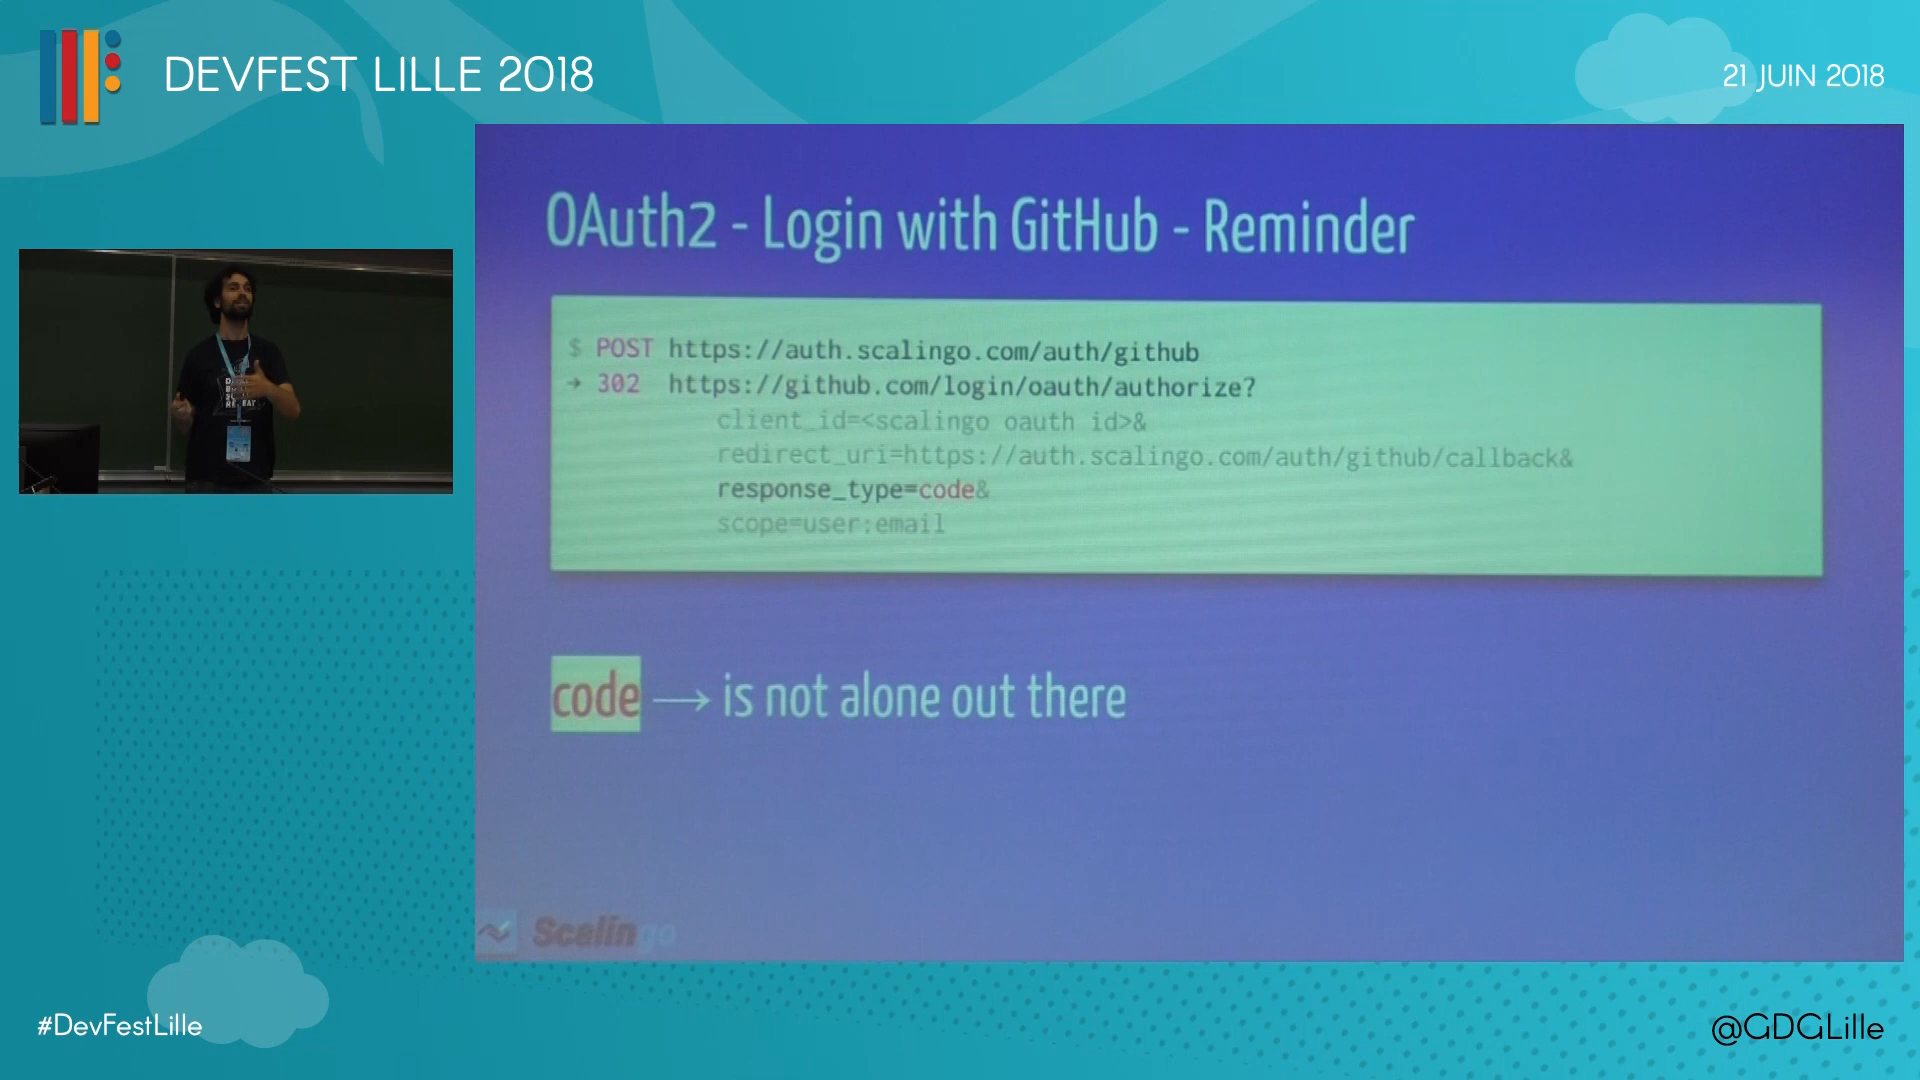 DEVFEST LILLE 2018
21 JUIN 2018
OAuth2 - Login with GitHub - Reminder
$ POST https://auth.scalingo.com/auth/github
→ 302 https://github.com/login/oauth/authorize?
client_id=<scalingo oauth id>&
redirect_uri=https://auth.scalingo.com/auth/github/callback&
response_type=code&
scope=user:email
code → is not alone out there
Scalingo
#DevFestLille
@GDGLille